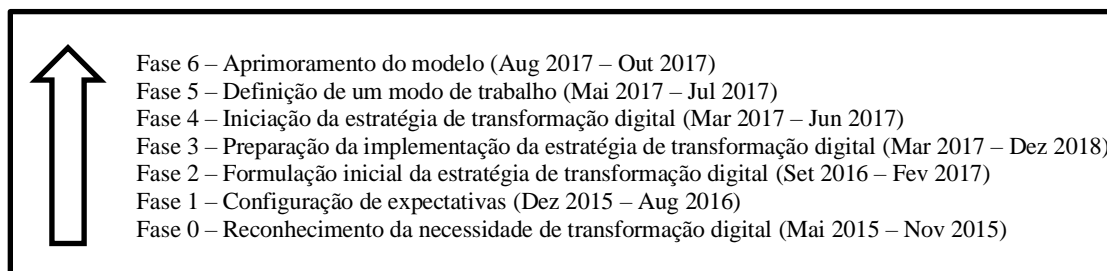 Fase 6 – Aprimoramento do modelo (Aug 2017 – Out 2017)
Fase 5 – Definição de um modo de trabalho (Mai 2017 – Jul 2017)
Fase 4 – Iniciação da estratégia de transformação digital (Mar 2017 – Jun 2017)
Fase 3 – Preparação da implementação da estratégia de transformação digital (Mar 2017 – Dez 2018)
Fase 2 – Formulação inicial da estratégia de transformação digital (Set 2016 – Fev 2017)
Fase 1 – Configuração de expectativas (Dez 2015 – Aug 2016)
Fase 0 – Reconhecimento da necessidade de transformação digital (Mai 2015 – Nov 2015)